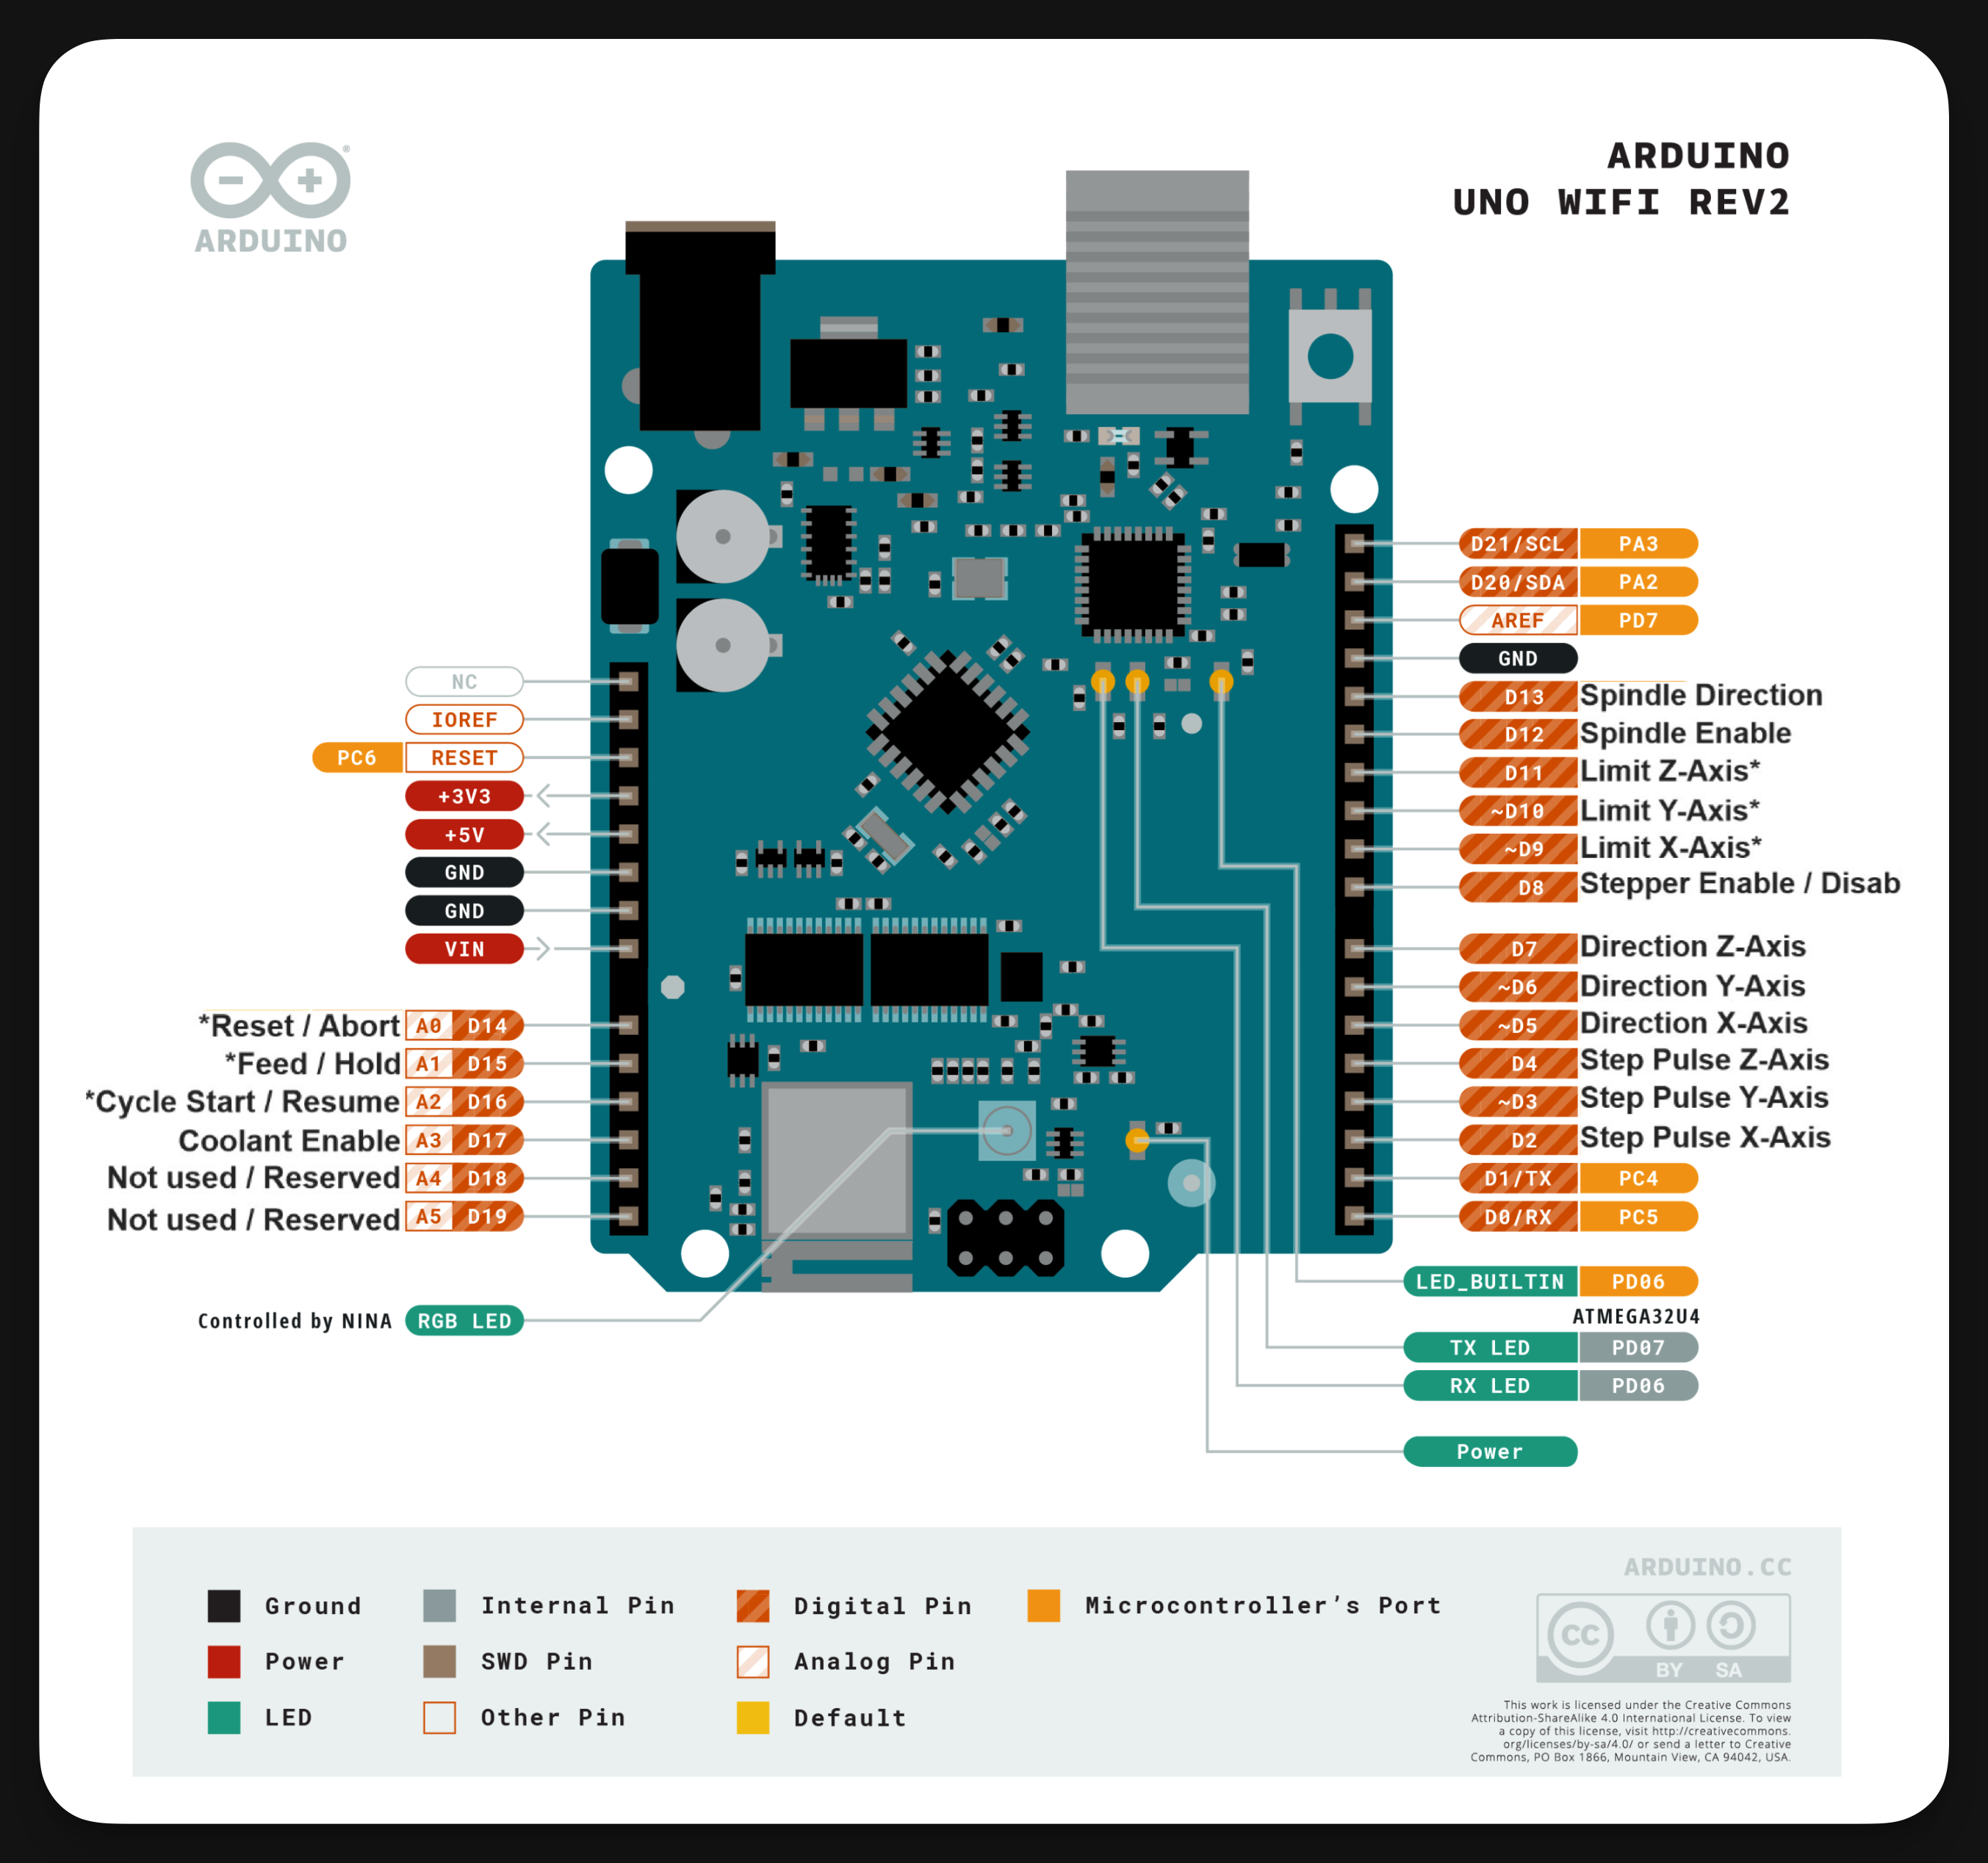 ARDUINO
ARDUINO
UNO WIFI REV2
NC
IOREF
PC6 RESET
+3V3
+5V
GND
GND
VIN
*Reset / Abort A0 D14
*Feed / Hold A1 D15
*Cycle Start / Resume A2 D16
Coolant Enable A3 D17
Not used / Reserved A4 D18
Not used / Reserved A5 D19
Controlled by NINA RGB LED
D21/SCL PA3
D20/SDA PA2
AREF PD7
GND
D13 Spindle Direction
D12 Spindle Enable
D11 Limit Z-Axis*
~D10 Limit Y-Axis*
~D9 Limit X-Axis*
D8 Stepper Enable / Disab
D7 Direction Z-Axis
~D6 Direction Y-Axis
~D5 Direction X-Axis
D4 Step Pulse Z-Axis
~D3 Step Pulse Y-Axis
D2 Step Pulse X-Axis
D1/TX PC4
D0/RX PC5
LED_BUILTIN PD06
ATMEGA32U4
TX LED PD07
RX LED PD06
Power
Ground
Power
LED
Internal Pin
SWD Pin
Other Pin
Digital Pin
Analog Pin
Default
Microcontroller's Port
ARDUINO.CC
CC
BY SA
This work is licensed under the Creative Commons
Attribution-ShareAlike 4.0 International License. To view
a copy of this license, visit http://creativecommons.
org/licenses/by-sa/4.0/ or send a letter to Creative
Commons, PO Box 1866, Mountain View, CA 94042, USA.